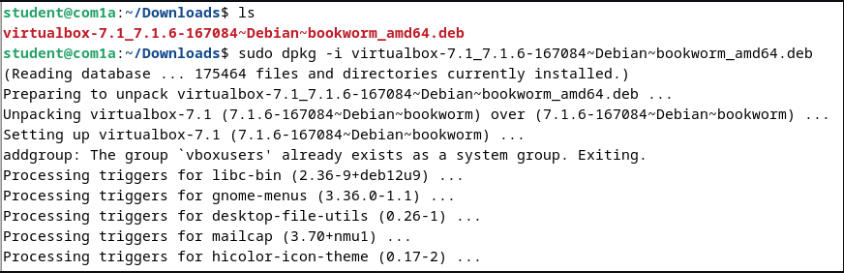 student@com1a:~/Downloads$ ls
virtualbox-7.1_7.1.6-167084~Debian~bookworm_amd64.deb
student@com1a:~/Downloads$ sudo dpkg -i virtualbox-7.1_7.1.6-167084~Debian~bookworm_amd64.deb
(Reading database ... 175464 files and directories currently installed.)
Preparing to unpack virtualbox-7.1_7.1.6-167084~Debian~bookworm_amd64.deb ...
Unpacking virtualbox-7.1 (7.1.6-167084~Debian~bookworm) over (7.1.6-167084~Debian~bookworm) ...
Setting up virtualbox-7.1 (7.1.6-167084~Debian~bookworm) ...
addgroup: The group `vboxusers' already exists as a system group. Exiting.
Processing triggers for libc-bin (2.36-9+deb12u9) ...
Processing triggers for gnome-menus (3.36.0-1.1) ...
Processing triggers for desktop-file-utils (0.26-1) ...
Processing triggers for mailcap (3.70+nmu1) ...
Processing triggers for hicolor-icon-theme (0.17-2) ...